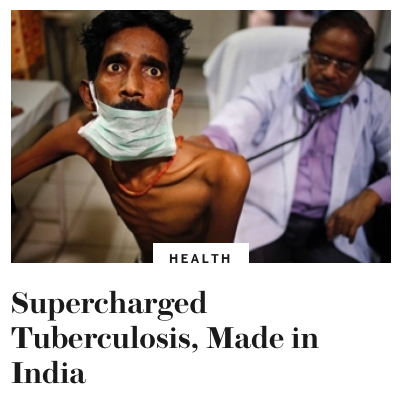 HEALTH
Supercharged
Tuberculosis, Made in
India